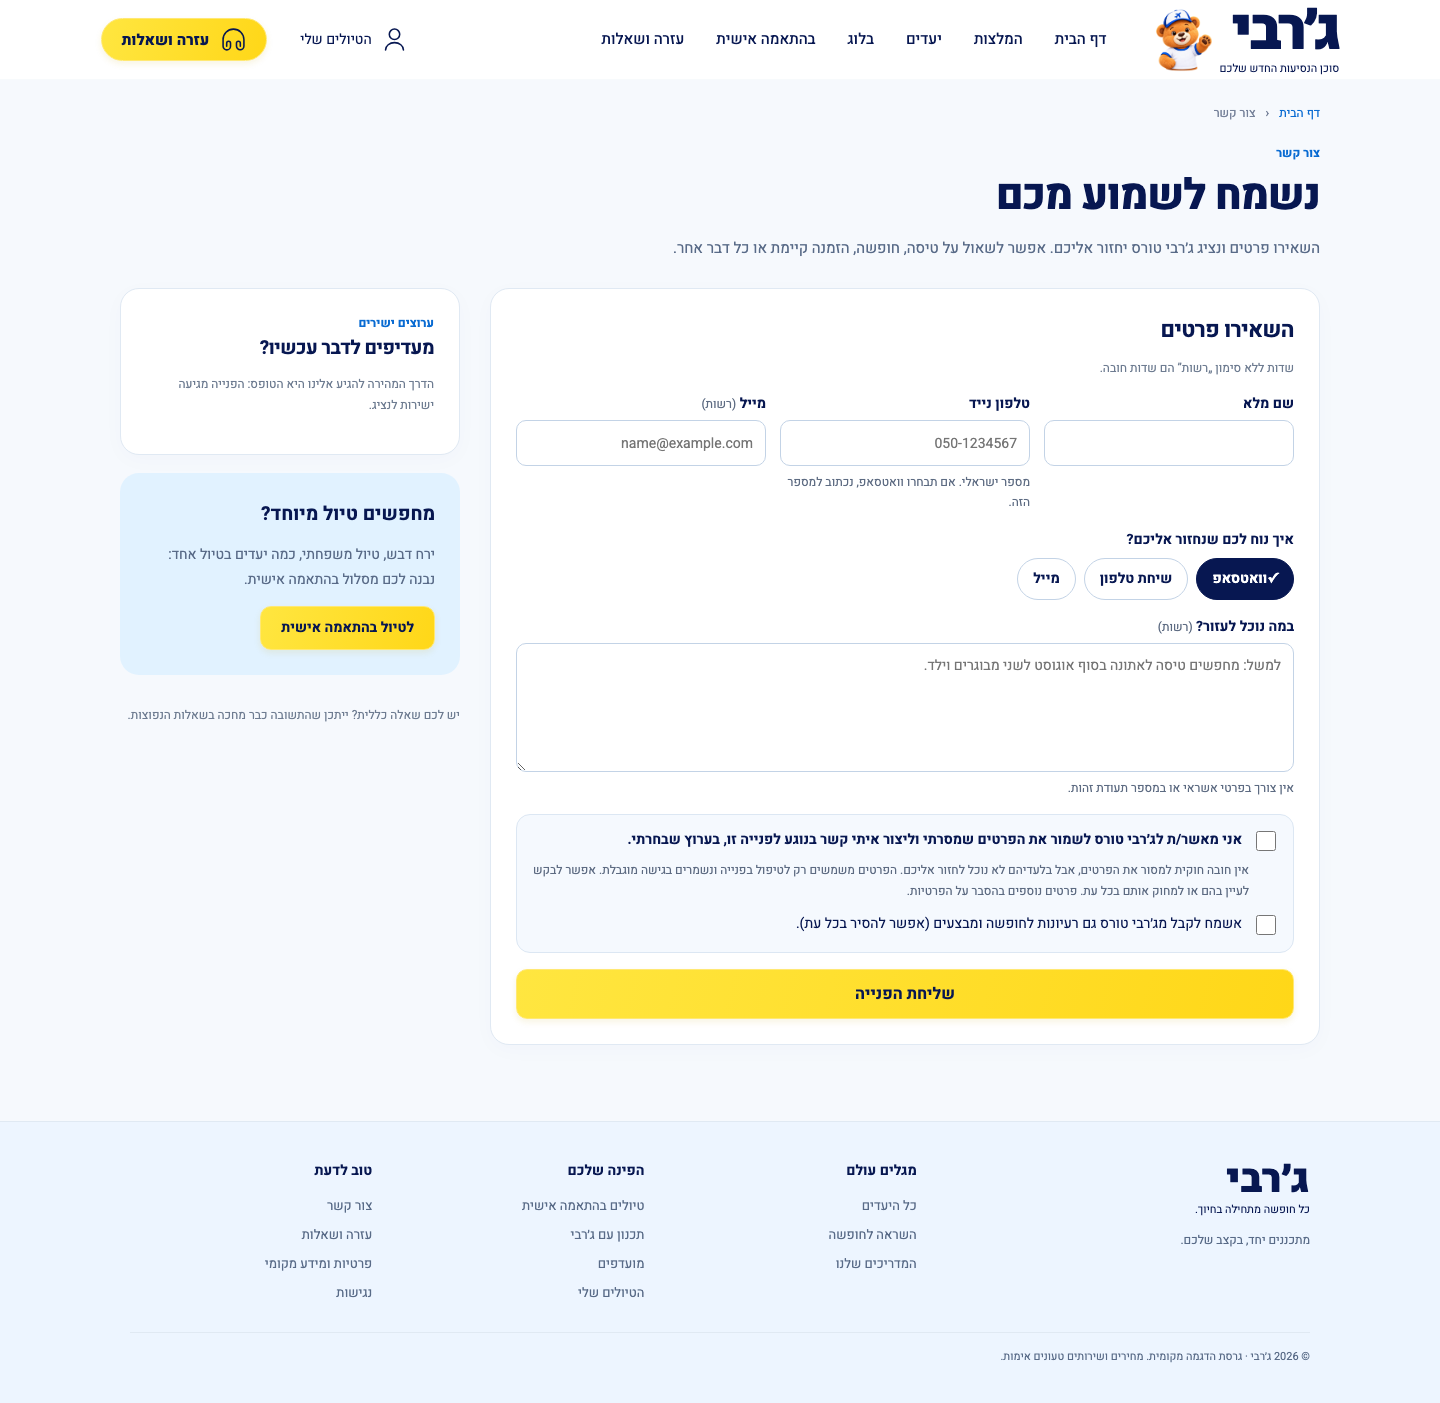 ג׳רבי
סוכן הנסיעות החדש שלכם
דף הבית
המלצות
יעדים
בלוג
בהתאמה אישית
עזרה ושאלות
הטיולים שלי
עזרה ושאלות
דף הבית ‹ צור קשר
צור קשר
נשמח לשמוע מכם
השאירו פרטים ונציג ג׳רבי טורס יחזור אליכם. אפשר לשאול על טיסה, חופשה, הזמנה קיימת או כל דבר אחר.
השאירו פרטים
שדות ללא סימון „רשות” הם שדות חובה.
שם מלא
טלפון נייד
050-1234567
מספר ישראלי. אם תבחרו וואטסאפ, נכתוב למספר
הזה.
מייל (רשות)
name@example.com
איך נוח לכם שנחזור אליכם?
✓וואטסאפ
שיחת טלפון
מייל
במה נוכל לעזור? (רשות)
למשל: מחפשים טיסה לאתונה בסוף אוגוסט לשני מבוגרים וילד.
אין צורך בפרטי אשראי או במספר תעודת זהות.
אני מאשר/ת לג׳רבי טורס לשמור את הפרטים שמסרתי וליצור איתי קשר בנוגע לפנייה זו, בערוץ שבחרתי.
אין חובה חוקית למסור את הפרטים, אבל בלעדיהם לא נוכל לחזור אליכם. הפרטים משמשים רק לטיפול בפנייה ונשמרים בגישה מוגבלת. אפשר לבקש
לעיין בהם או למחוק אותם בכל עת. פרטים נוספים בהסבר על הפרטיות.
אשמח לקבל מג׳רבי טורס גם רעיונות לחופשה ומבצעים (אפשר להסיר בכל עת).
שליחת הפנייה
ערוצים ישירים
מעדיפים לדבר עכשיו?
הדרך המהירה להגיע אלינו היא הטופס: הפנייה מגיעה
ישירות לנציג.
מחפשים טיול מיוחד?
ירח דבש, טיול משפחתי, כמה יעדים בטיול אחד:
נבנה לכם מסלול בהתאמה אישית.
לטיול בהתאמה אישית
יש לכם שאלה כללית? ייתכן שהתשובה כבר מחכה בשאלות הנפוצות.
ג׳רבי
כל חופשה מתחילה בחיוך.
מתכננים יחד, בקצב שלכם.
מגלים עולם
כל היעדים
השראה לחופשה
המדריכים שלנו
הפינה שלכם
טיולים בהתאמה אישית
תכנון עם ג׳רבי
מועדפים
הטיולים שלי
טוב לדעת
צור קשר
עזרה ושאלות
פרטיות ומידע מקומי
נגישות
© 2026 ג׳רבי · גרסת הדגמה מקומית. מחירים ושירותים טעונים אימות.